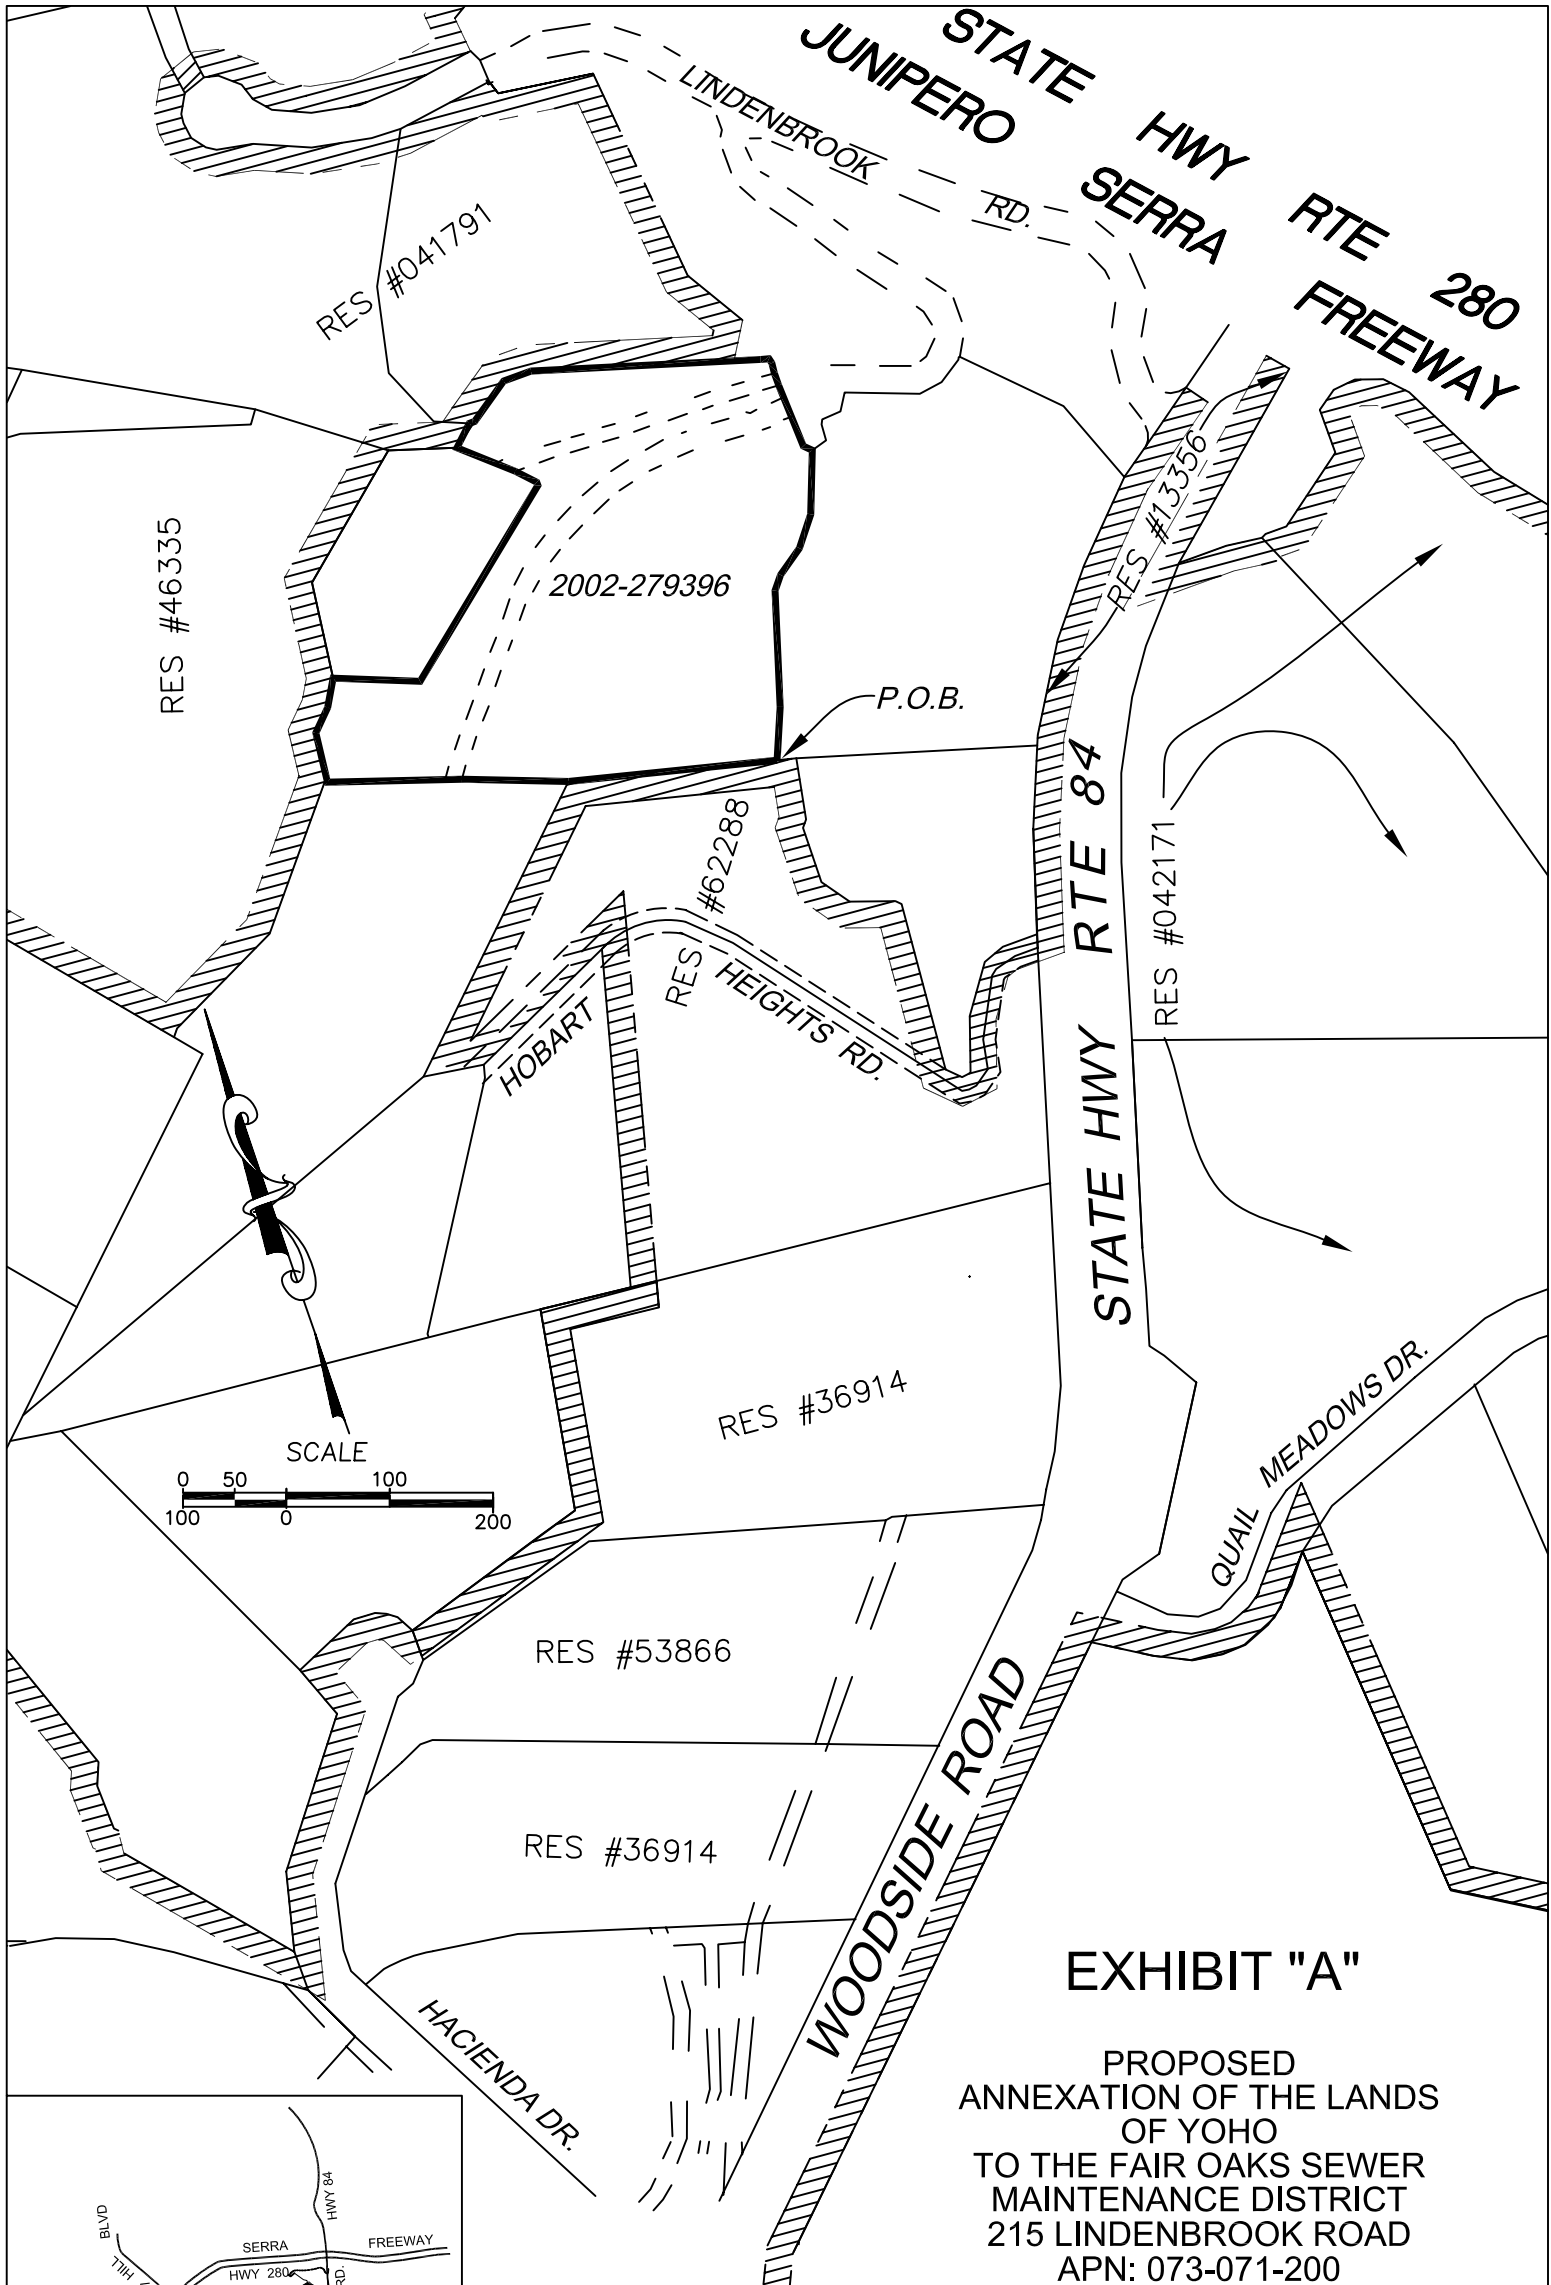 STATE HWY RTE 280
JUNIPERO SERRA FREEWAY
LINDENBROOK RD.
RES #041791
RES #13356
RES #46335
2002-279396
P.O.B.
STATE HWY RTE 84
RES #042171
RES #62288
HOBART HEIGHTS RD.
RES #36914
QUAIL MEADOWS DR.
SCALE
0 50 100
100 0 200
RES #53866
WOODSIDE ROAD
RES #36914
HACIENDA DR.
EXHIBIT "A"
PROPOSED
ANNEXATION OF THE LANDS
OF YOHO
TO THE FAIR OAKS SEWER
MAINTENANCE DISTRICT
215 LINDENBROOK ROAD
APN: 073-071-200
HWY 84
BLVD
HILL
SERRA FREEWAY
HWY 280
RD.